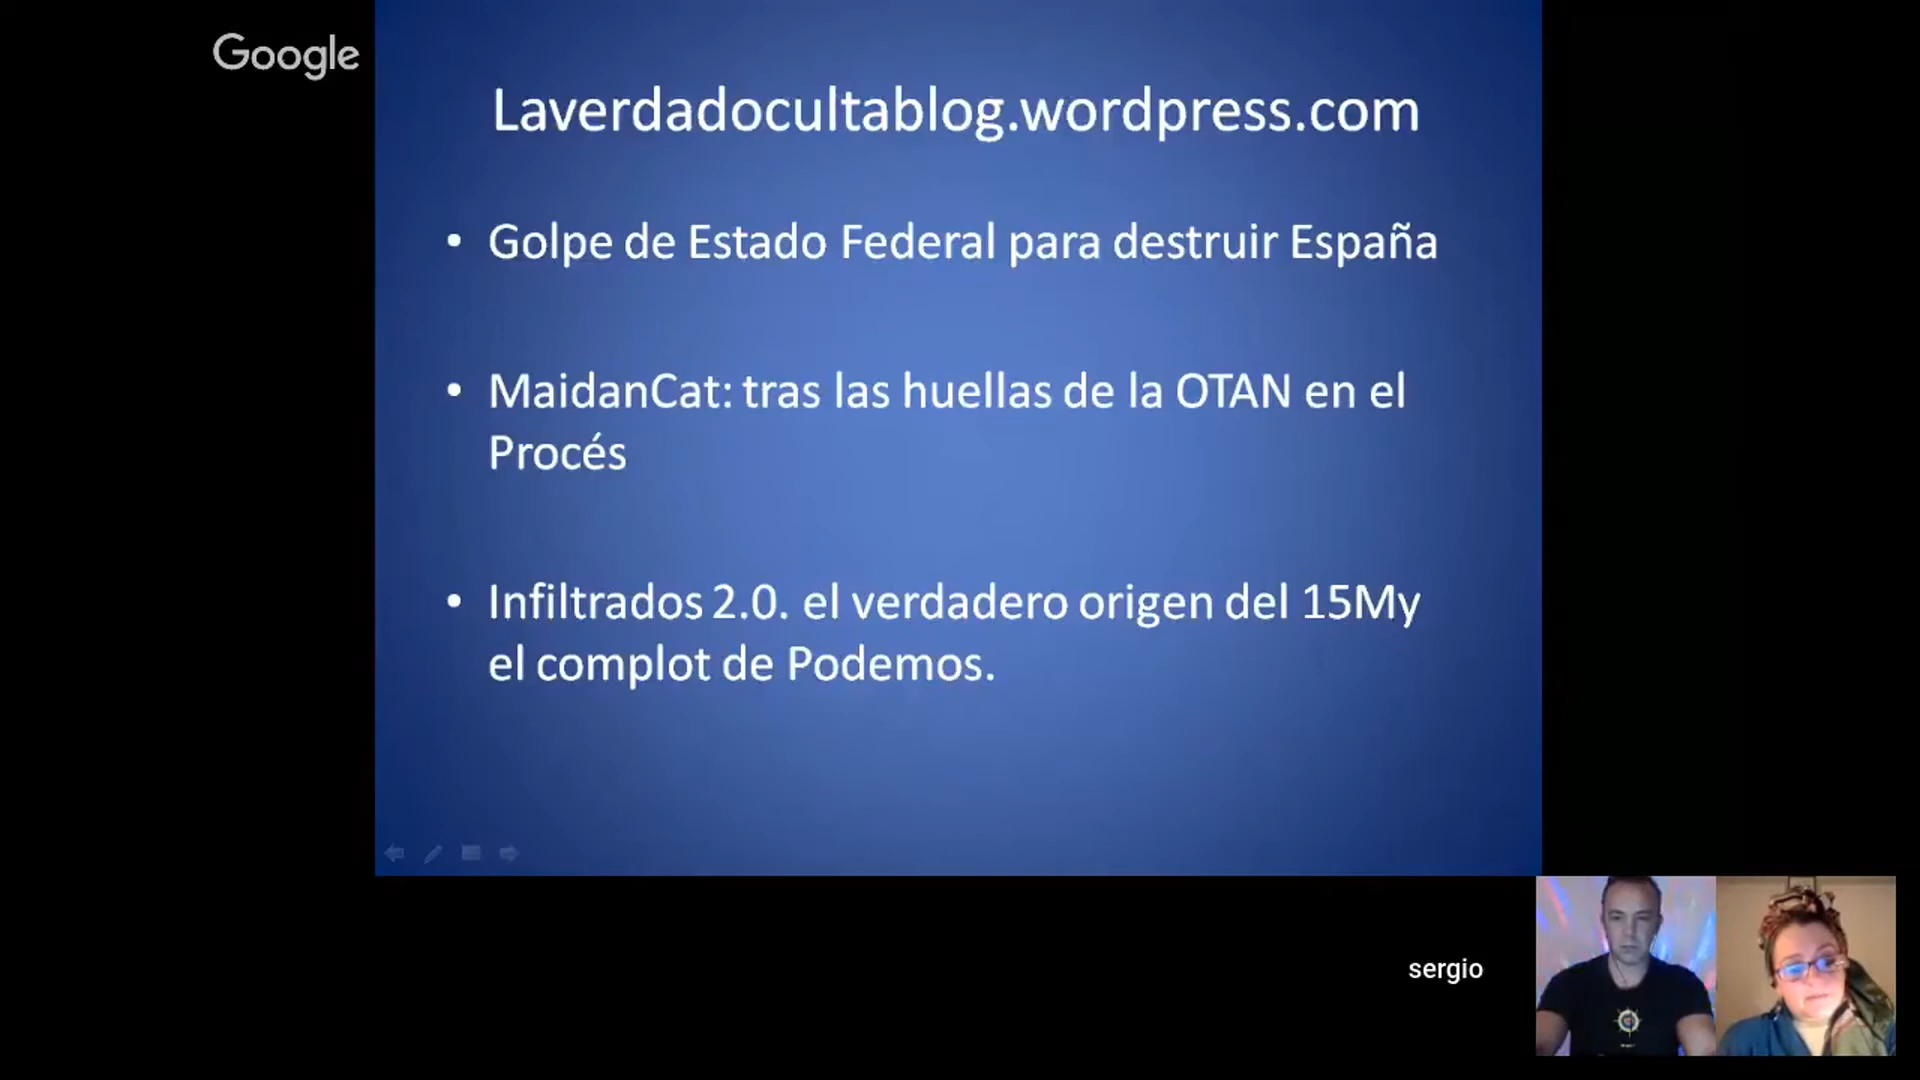 Google
Laverdadocultablog.wordpress.com
• Golpe de Estado Federal para destruir España
• MaidanCat: tras las huellas de la OTAN en el
Procés
• Infiltrados 2.0. el verdadero origen del 15My
el complot de Podemos.
sergio